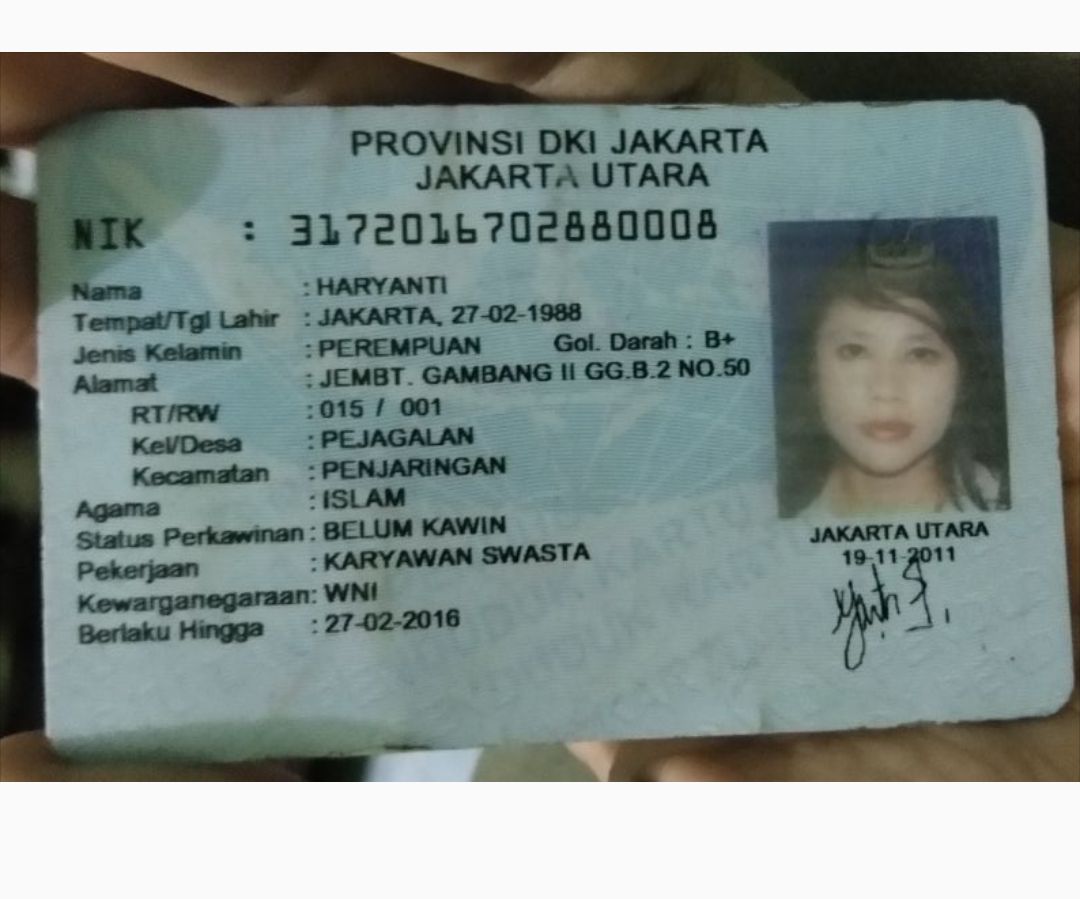 PROVINSI DKI JAKARTA
JAKARTA UTARA
NIK : 3172016702880008
Nama : HARYANTI
Tempat/Tgl Lahir : JAKARTA, 27-02-1988
Jenis Kelamin : PEREMPUAN Gol. Darah : B+
Alamat : JEMBT. GAMBANG II GG.B.2 NO.50
RT/RW : 015 / 001
Kel/Desa : PEJAGALAN
Kecamatan : PENJARINGAN
Agama : ISLAM
Status Perkawinan : BELUM KAWIN
Pekerjaan : KARYAWAN SWASTA
Kewarganegaraan : WNI
Berlaku Hingga : 27-02-2016
JAKARTA UTARA
19-11-2011